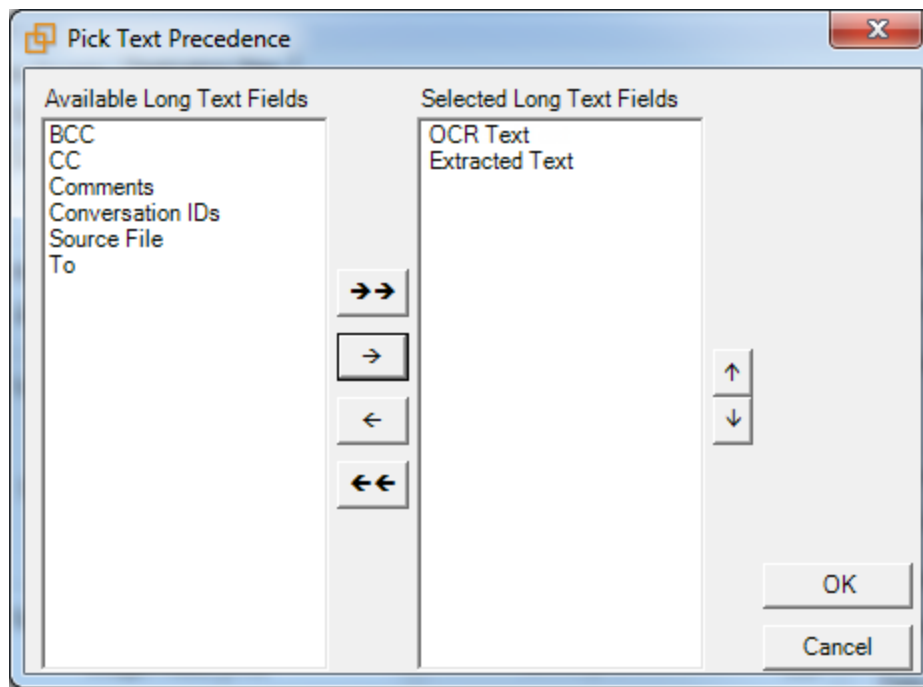 Pick Text Precedence
Available Long Text Fields
BCC
CC
Comments
Conversation IDs
Source File
To
Selected Long Text Fields
OCR Text
Extracted Text
OK
Cancel